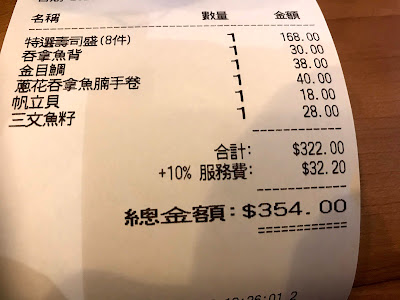 名稱 數量 金額
特選壽司盛(8件) 1 168.00
吞拿魚背 1 30.00
金目鯛 1 38.00
蔥花吞拿魚腩手卷 1 40.00
帆立貝 1 18.00
三文魚籽 1 28.00
合計: $322.00
+10% 服務費: $32.20
總金額: $354.00